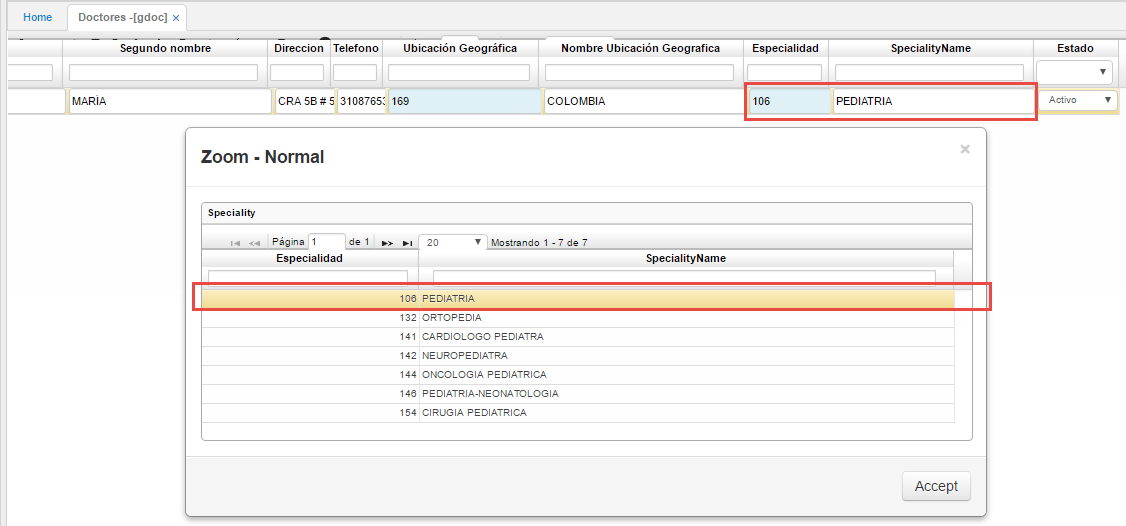 Home Doctores -[gdoc] ×
Segundo nombre Direccion Telefono Ubicación Geográfica Nombre Ubicación Geografica Especialidad SpecialityName Estado
MARÍA CRA 5B # 5 31087653 169 COLOMBIA 106 PEDIATRIA Activo
Zoom - Normal ×
Speciality
Página 1 de 1 20 Mostrando 1 - 7 de 7
Especialidad SpecialityName
106 PEDIATRIA
132 ORTOPEDIA
141 CARDIOLOGO PEDIATRA
142 NEUROPEDIATRA
144 ONCOLOGIA PEDIATRICA
146 PEDIATRIA-NEONATOLOGIA
154 CIRUGIA PEDIATRICA
Accept